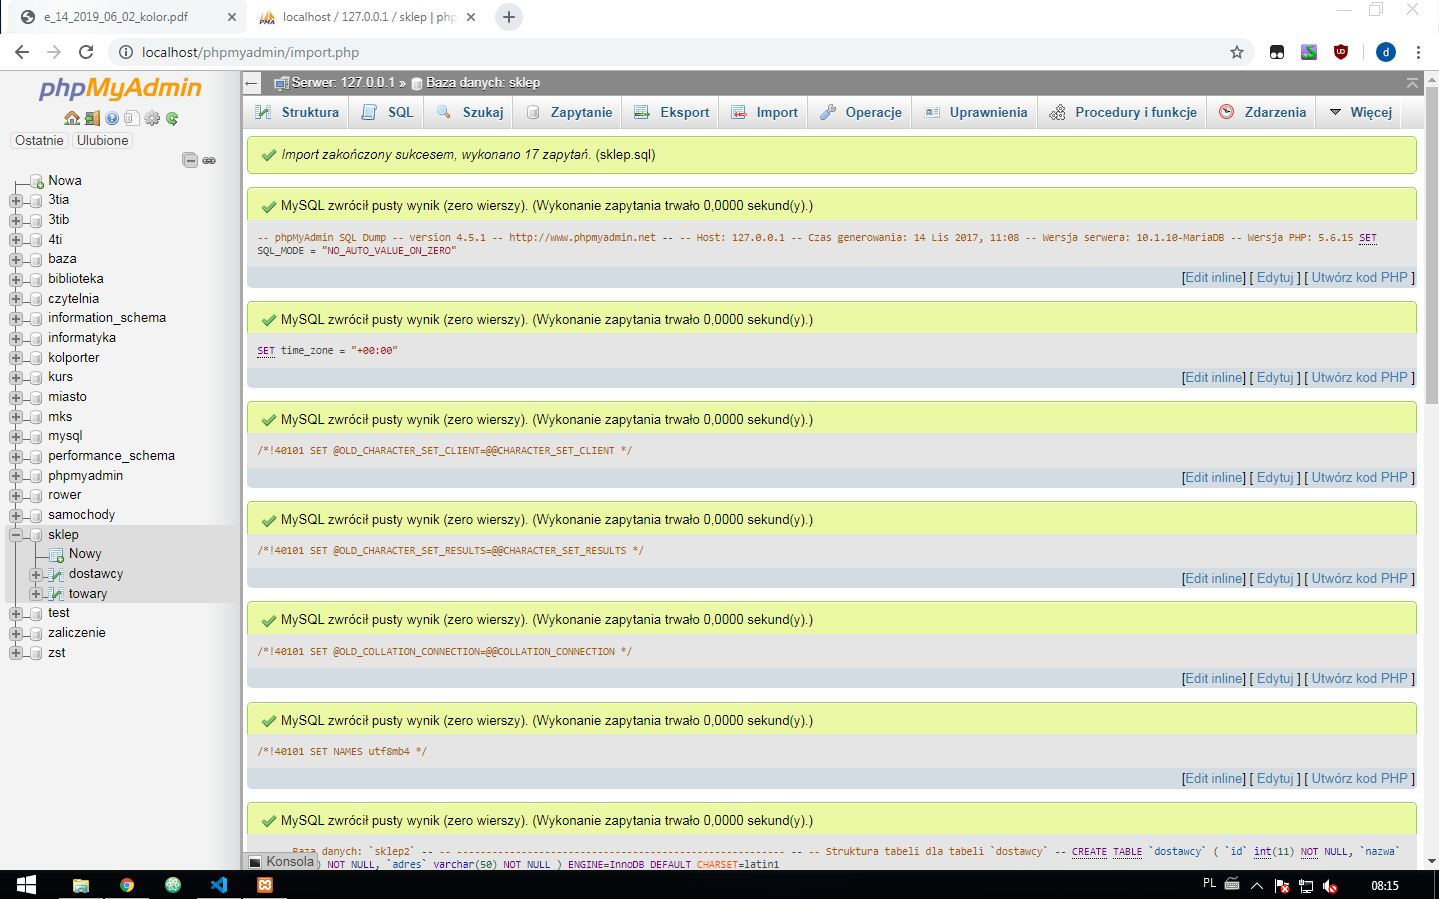 e_14_2019_06_02_kolor.pdf
localhost / 127.0.0.1 / sklep | php
localhost/phpmyadmin/import.php
d
phpMyAdmin
Ostatnie
Ulubione
Nowa
3tia
3tib
4ti
baza
biblioteka
czytelnia
information_schema
informatyka
kolporter
kurs
miasto
mks
mysql
performance_schema
phpmyadmin
rower
samochody
sklep
Nowy
dostawcy
towary
test
zaliczenie
zst
Serwer: 127.0.0.1 » Baza danych: sklep
Struktura SQL Szukaj Zapytanie Eksport Import Operacje Uprawnienia Procedury i funkcje Zdarzenia Więcej
Import zakończony sukcesem, wykonano 17 zapytań. (sklep.sql)
MySQL zwrócił pusty wynik (zero wierszy). (Wykonanie zapytania trwało 0,0000 sekund(y).)
-- phpMyAdmin SQL Dump -- version 4.5.1 -- http://www.phpmyadmin.net -- -- Host: 127.0.0.1 -- Czas generowania: 14 Lis 2017, 11:08 -- Wersja serwera: 10.1.10-MariaDB -- Wersja PHP: 5.6.15 SET
SQL_MODE = "NO_AUTO_VALUE_ON_ZERO"
[Edit inline] [ Edytuj ] [ Utwórz kod PHP ]
MySQL zwrócił pusty wynik (zero wierszy). (Wykonanie zapytania trwało 0,0000 sekund(y).)
SET time_zone = "+00:00"
[Edit inline] [ Edytuj ] [ Utwórz kod PHP ]
MySQL zwrócił pusty wynik (zero wierszy). (Wykonanie zapytania trwało 0,0000 sekund(y).)
/*!40101 SET @OLD_CHARACTER_SET_CLIENT=@@CHARACTER_SET_CLIENT */
[Edit inline] [ Edytuj ] [ Utwórz kod PHP ]
MySQL zwrócił pusty wynik (zero wierszy). (Wykonanie zapytania trwało 0,0000 sekund(y).)
/*!40101 SET @OLD_CHARACTER_SET_RESULTS=@@CHARACTER_SET_RESULTS */
[Edit inline] [ Edytuj ] [ Utwórz kod PHP ]
MySQL zwrócił pusty wynik (zero wierszy). (Wykonanie zapytania trwało 0,0000 sekund(y).)
/*!40101 SET @OLD_COLLATION_CONNECTION=@@COLLATION_CONNECTION */
[Edit inline] [ Edytuj ] [ Utwórz kod PHP ]
MySQL zwrócił pusty wynik (zero wierszy). (Wykonanie zapytania trwało 0,0000 sekund(y).)
/*!40101 SET NAMES utf8mb4 */
[Edit inline] [ Edytuj ] [ Utwórz kod PHP ]
MySQL zwrócił pusty wynik (zero wierszy). (Wykonanie zapytania trwało 0,0000 sekund(y).)
Baza danych: `sklep2` -- -- -------------------------------------------------------- -- -- Struktura tabeli dla tabeli `dostawcy` -- CREATE TABLE `dostawcy` ( `id` int(11) NOT NULL, `nazwa`
Konsola
) NOT NULL, `adres` varchar(50) NOT NULL ) ENGINE=InnoDB DEFAULT CHARSET=latin1
PL
08:15